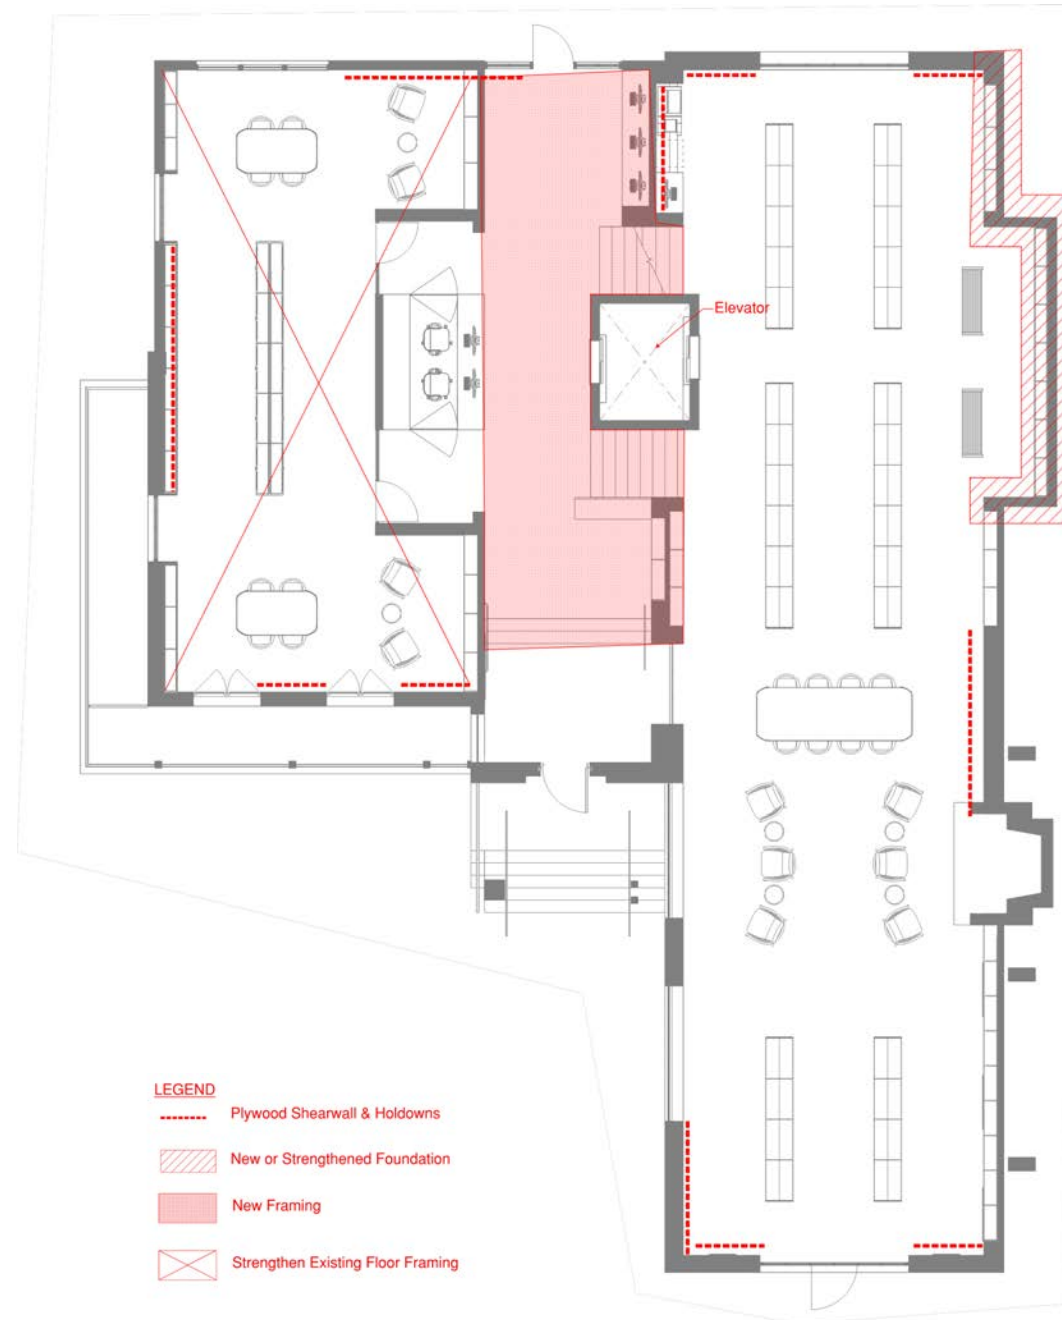 Elevator
LEGEND
Plywood Shearwall & Holdowns
New or Strengthened Foundation
New Framing
Strengthen Existing Floor Framing